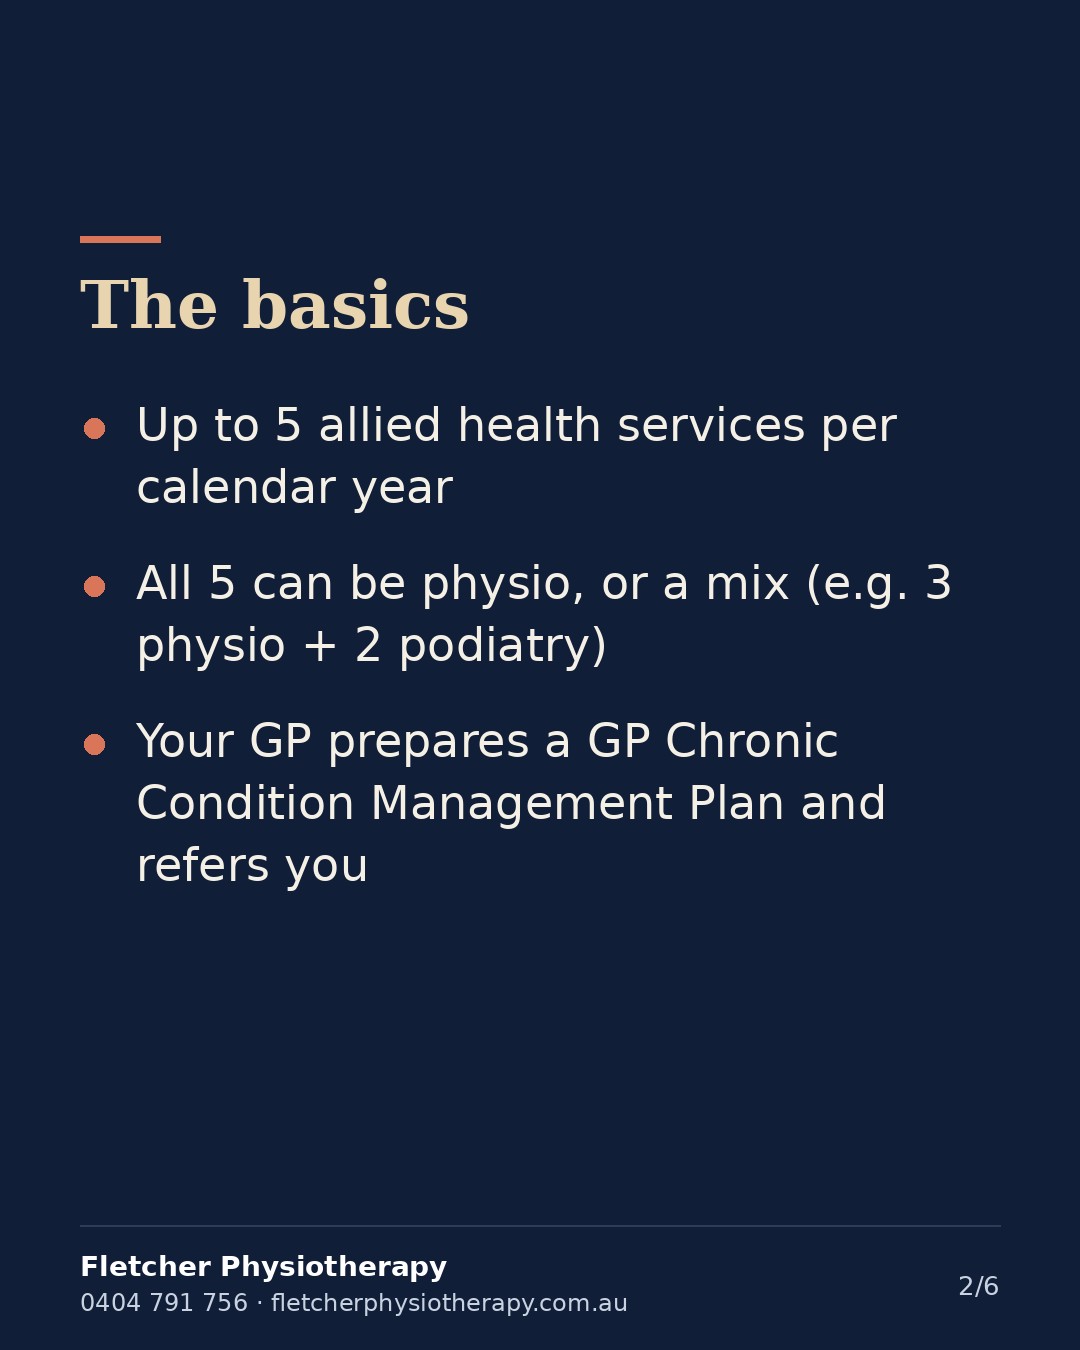 The basics
• Up to 5 allied health services per
calendar year
• All 5 can be physio, or a mix (e.g. 3
physio + 2 podiatry)
• Your GP prepares a GP Chronic
Condition Management Plan and
refers you
Fletcher Physiotherapy
0404 791 756 · fletcherphysiotherapy.com.au
2/6